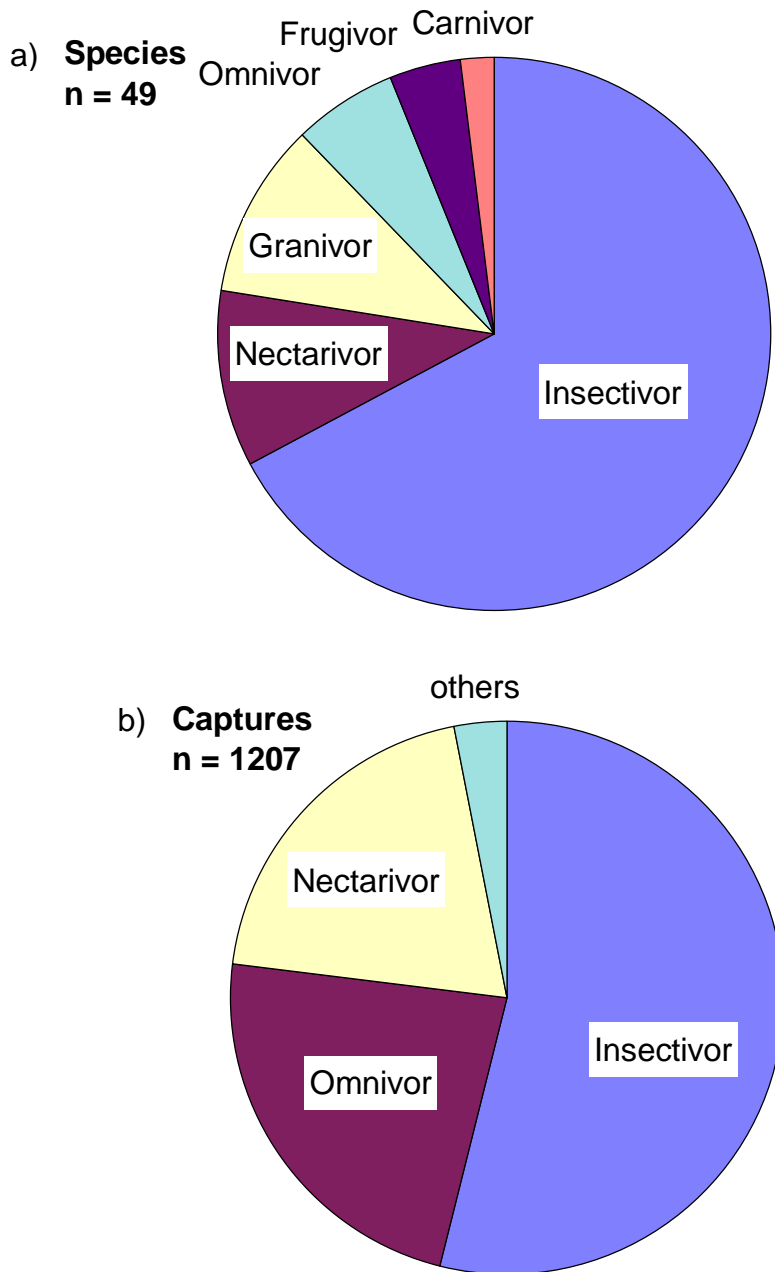 a) Species
n = 49
Omnivor
Frugivor
Carnivor
Granivor
Nectarivor
Insectivor
b) Captures
n = 1207
others
Nectarivor
Omnivor
Insectivor